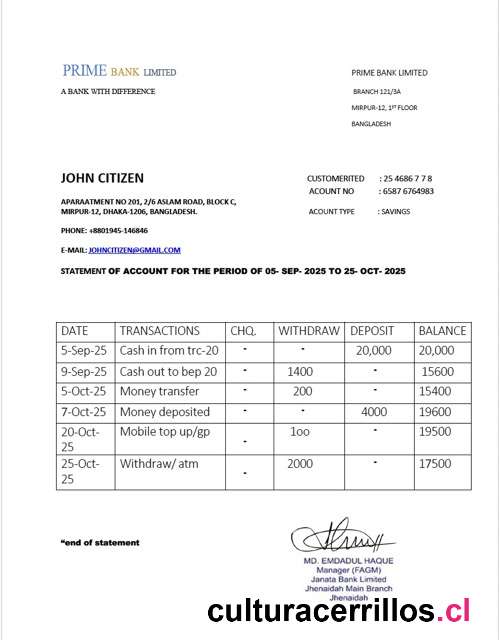 PRIME BANK LIMITED
A BANK WITH DIFFERENCE
PRIME BANK LIMITED
BRANCH 121/3A
MIRPUR-12, 1ST FLOOR
BANGLADESH
JOHN CITIZEN
APARAATMENT NO 201, 2/6 ASLAM ROAD, BLOCK C,
MIRPUR-12, DHAKA-1206, BANGLADESH.
PHONE: +8801945-146846
E-MAIL: JOHNCITIZEN@GMAIL.COM
CUSTOMERITED : 25 4686 7 7 8
ACOUNT NO : 6587 6764983
ACOUNT TYPE : SAVINGS
STATEMENT OF ACCOUNT FOR THE PERIOD OF 05- SEP- 2025 TO 25- OCT- 2025
DATE TRANSACTIONS CHQ. WITHDRAW DEPOSIT BALANCE
5-Sep-25 Cash in from trc-20 - - 20,000 20,000
9-Sep-25 Cash out to bep 20 - 1400 - 15600
5-Oct-25 Money transfer - 200 - 15400
7-Oct-25 Money deposited - - 4000 19600
20-Oct-25 Mobile top up/gp - 1oo - 19500
25-Oct-25 Withdraw/ atm - 2000 - 17500
“end of statement
MD. EMDADUL HAQUE
Manager (FAGM)
Janata Bank Limited
Jhenaidah Main Branch
Jhenaidah
culturacerrillos.cl